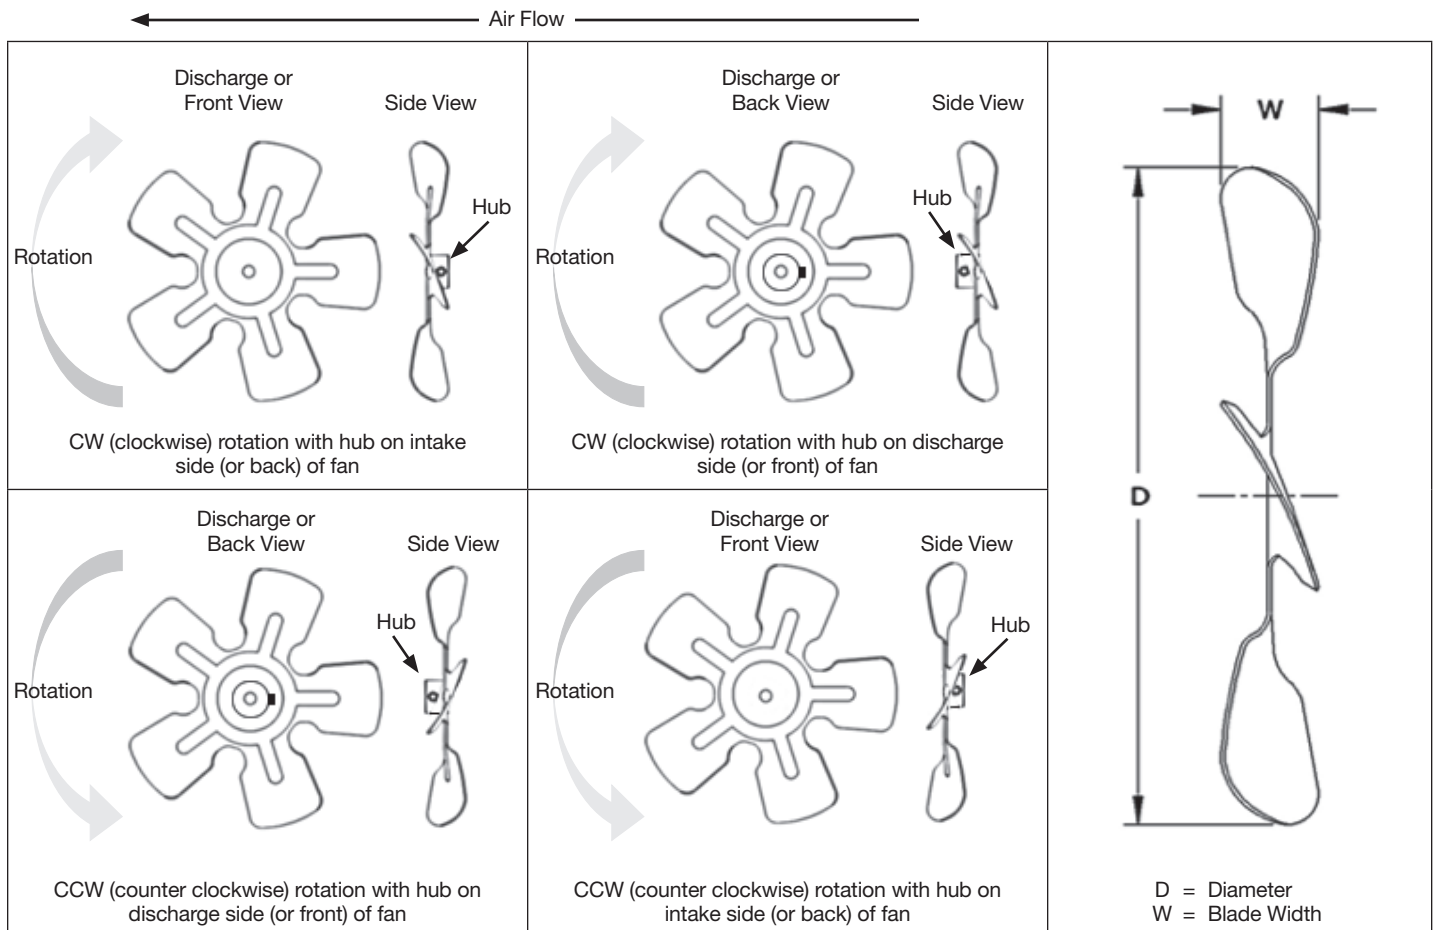 Air Flow
Discharge or
Front View
Side View
Hub
Rotation
CW (clockwise) rotation with hub on intake
side (or back) of fan
Discharge or
Back View
Side View
Hub
Rotation
CW (clockwise) rotation with hub on discharge
side (or front) of fan
Discharge or
Back View
Side View
Hub
Rotation
CCW (counter clockwise) rotation with hub on
discharge side (or front) of fan
Discharge or
Front View
Side View
Hub
Rotation
CCW (counter clockwise) rotation with hub on
intake side (or back) of fan
W
D
D = Diameter
W = Blade Width